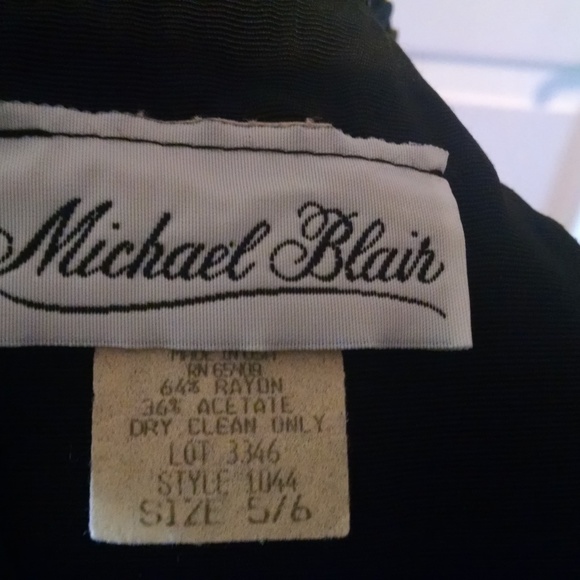 Michael Blair
MADE IN USA
RN 65409
64% RAYON
36% ACETATE
DRY CLEAN ONLY
LOT 3346
STYLE 1044
SIZE 5/6